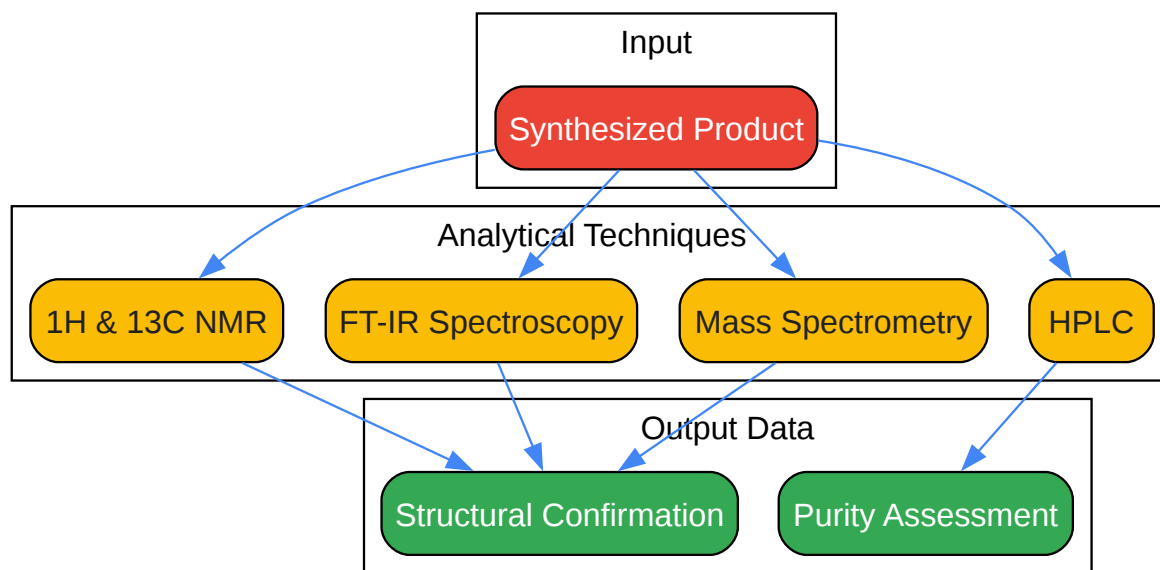 Input
Synthesized Product
Analytical Techniques
1H & 13C NMR
FT-IR Spectroscopy
Mass Spectrometry
HPLC
Output Data
Structural Confirmation
Purity Assessment